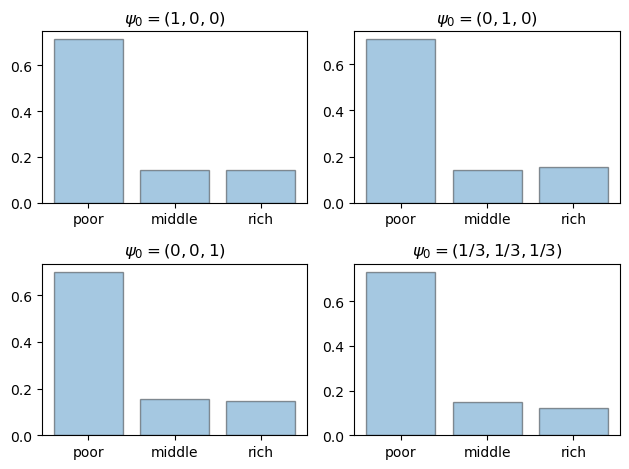 ψ₀ = (1, 0, 0)
0.6
0.4
0.2
0.0
poor middle rich
ψ₀ = (0, 1, 0)
0.6
0.4
0.2
0.0
poor middle rich
ψ₀ = (0, 0, 1)
0.6
0.4
0.2
0.0
poor middle rich
ψ₀ = (1/3, 1/3, 1/3)
0.6
0.4
0.2
0.0
poor middle rich